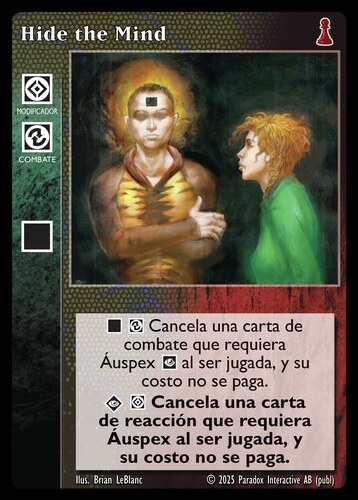 Hide the Mind
MODIFICADOR
COMBATE
Cancela una carta de
combate que requiera
Áuspex al ser jugada, y su
costo no se paga.
Cancela una carta
de reacción que requiera
Áuspex al ser jugada, y
su costo no se paga.
Ilus. Brian LeBlanc © 2025 Paradox Interactive AB (publ)